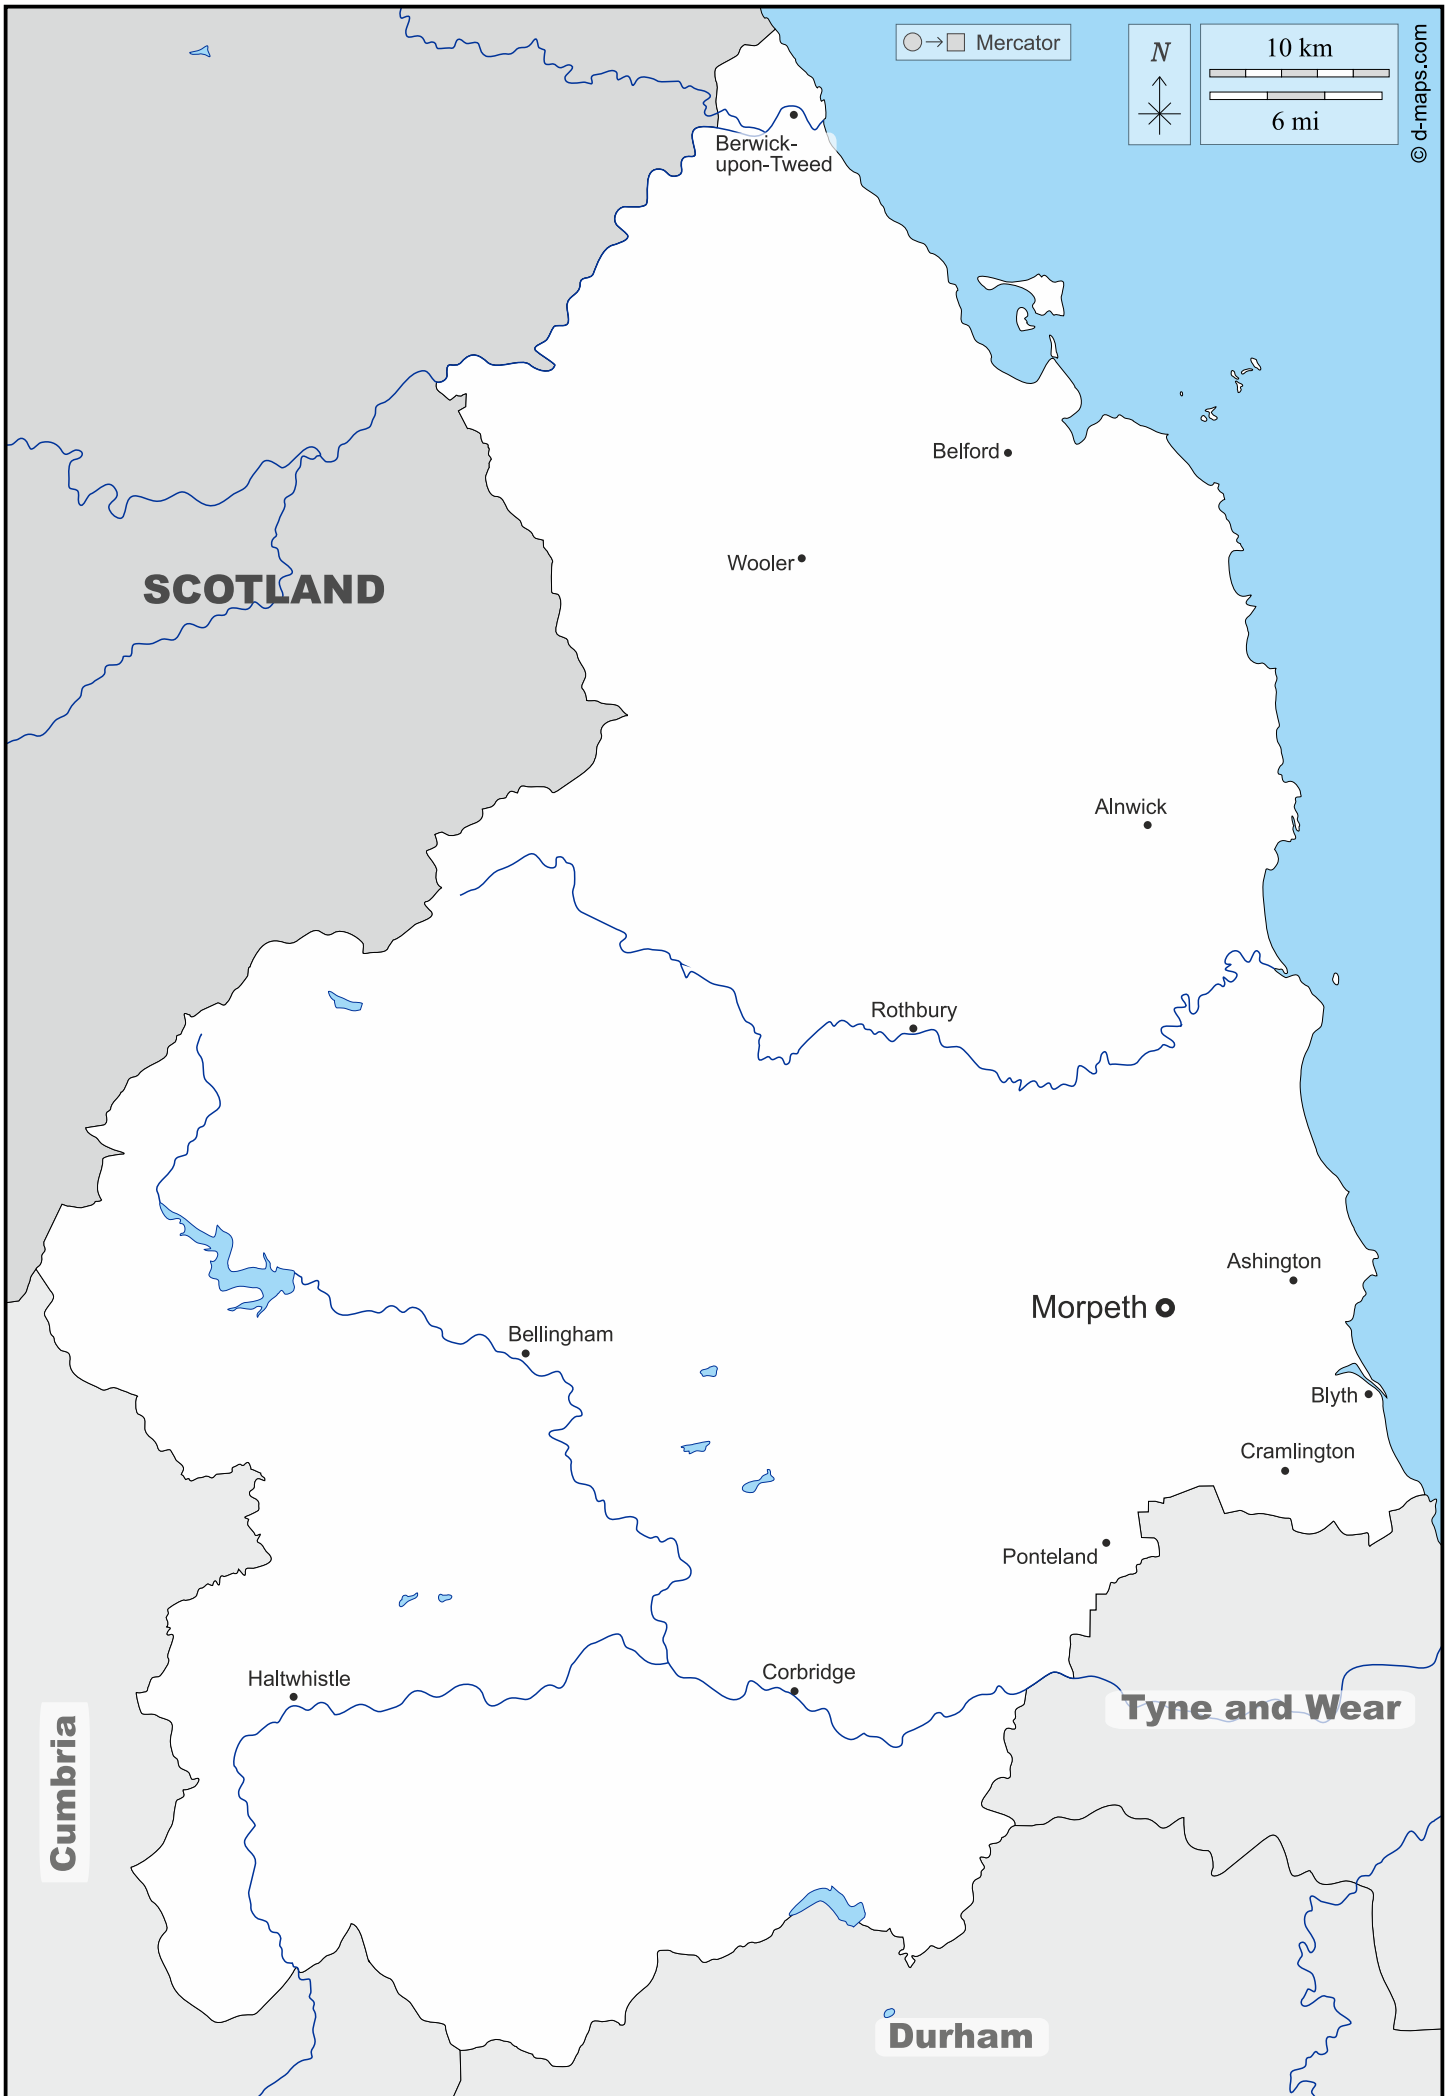 Mercator
N
10 km
6 mi
© d-maps.com
Berwick-
upon-Tweed
Belford
Wooler
SCOTLAND
Alnwick
Rothbury
Ashington
Morpeth
Bellingham
Blyth
Cramlington
Ponteland
Haltwhistle
Corbridge
Tyne and Wear
Cumbria
Durham